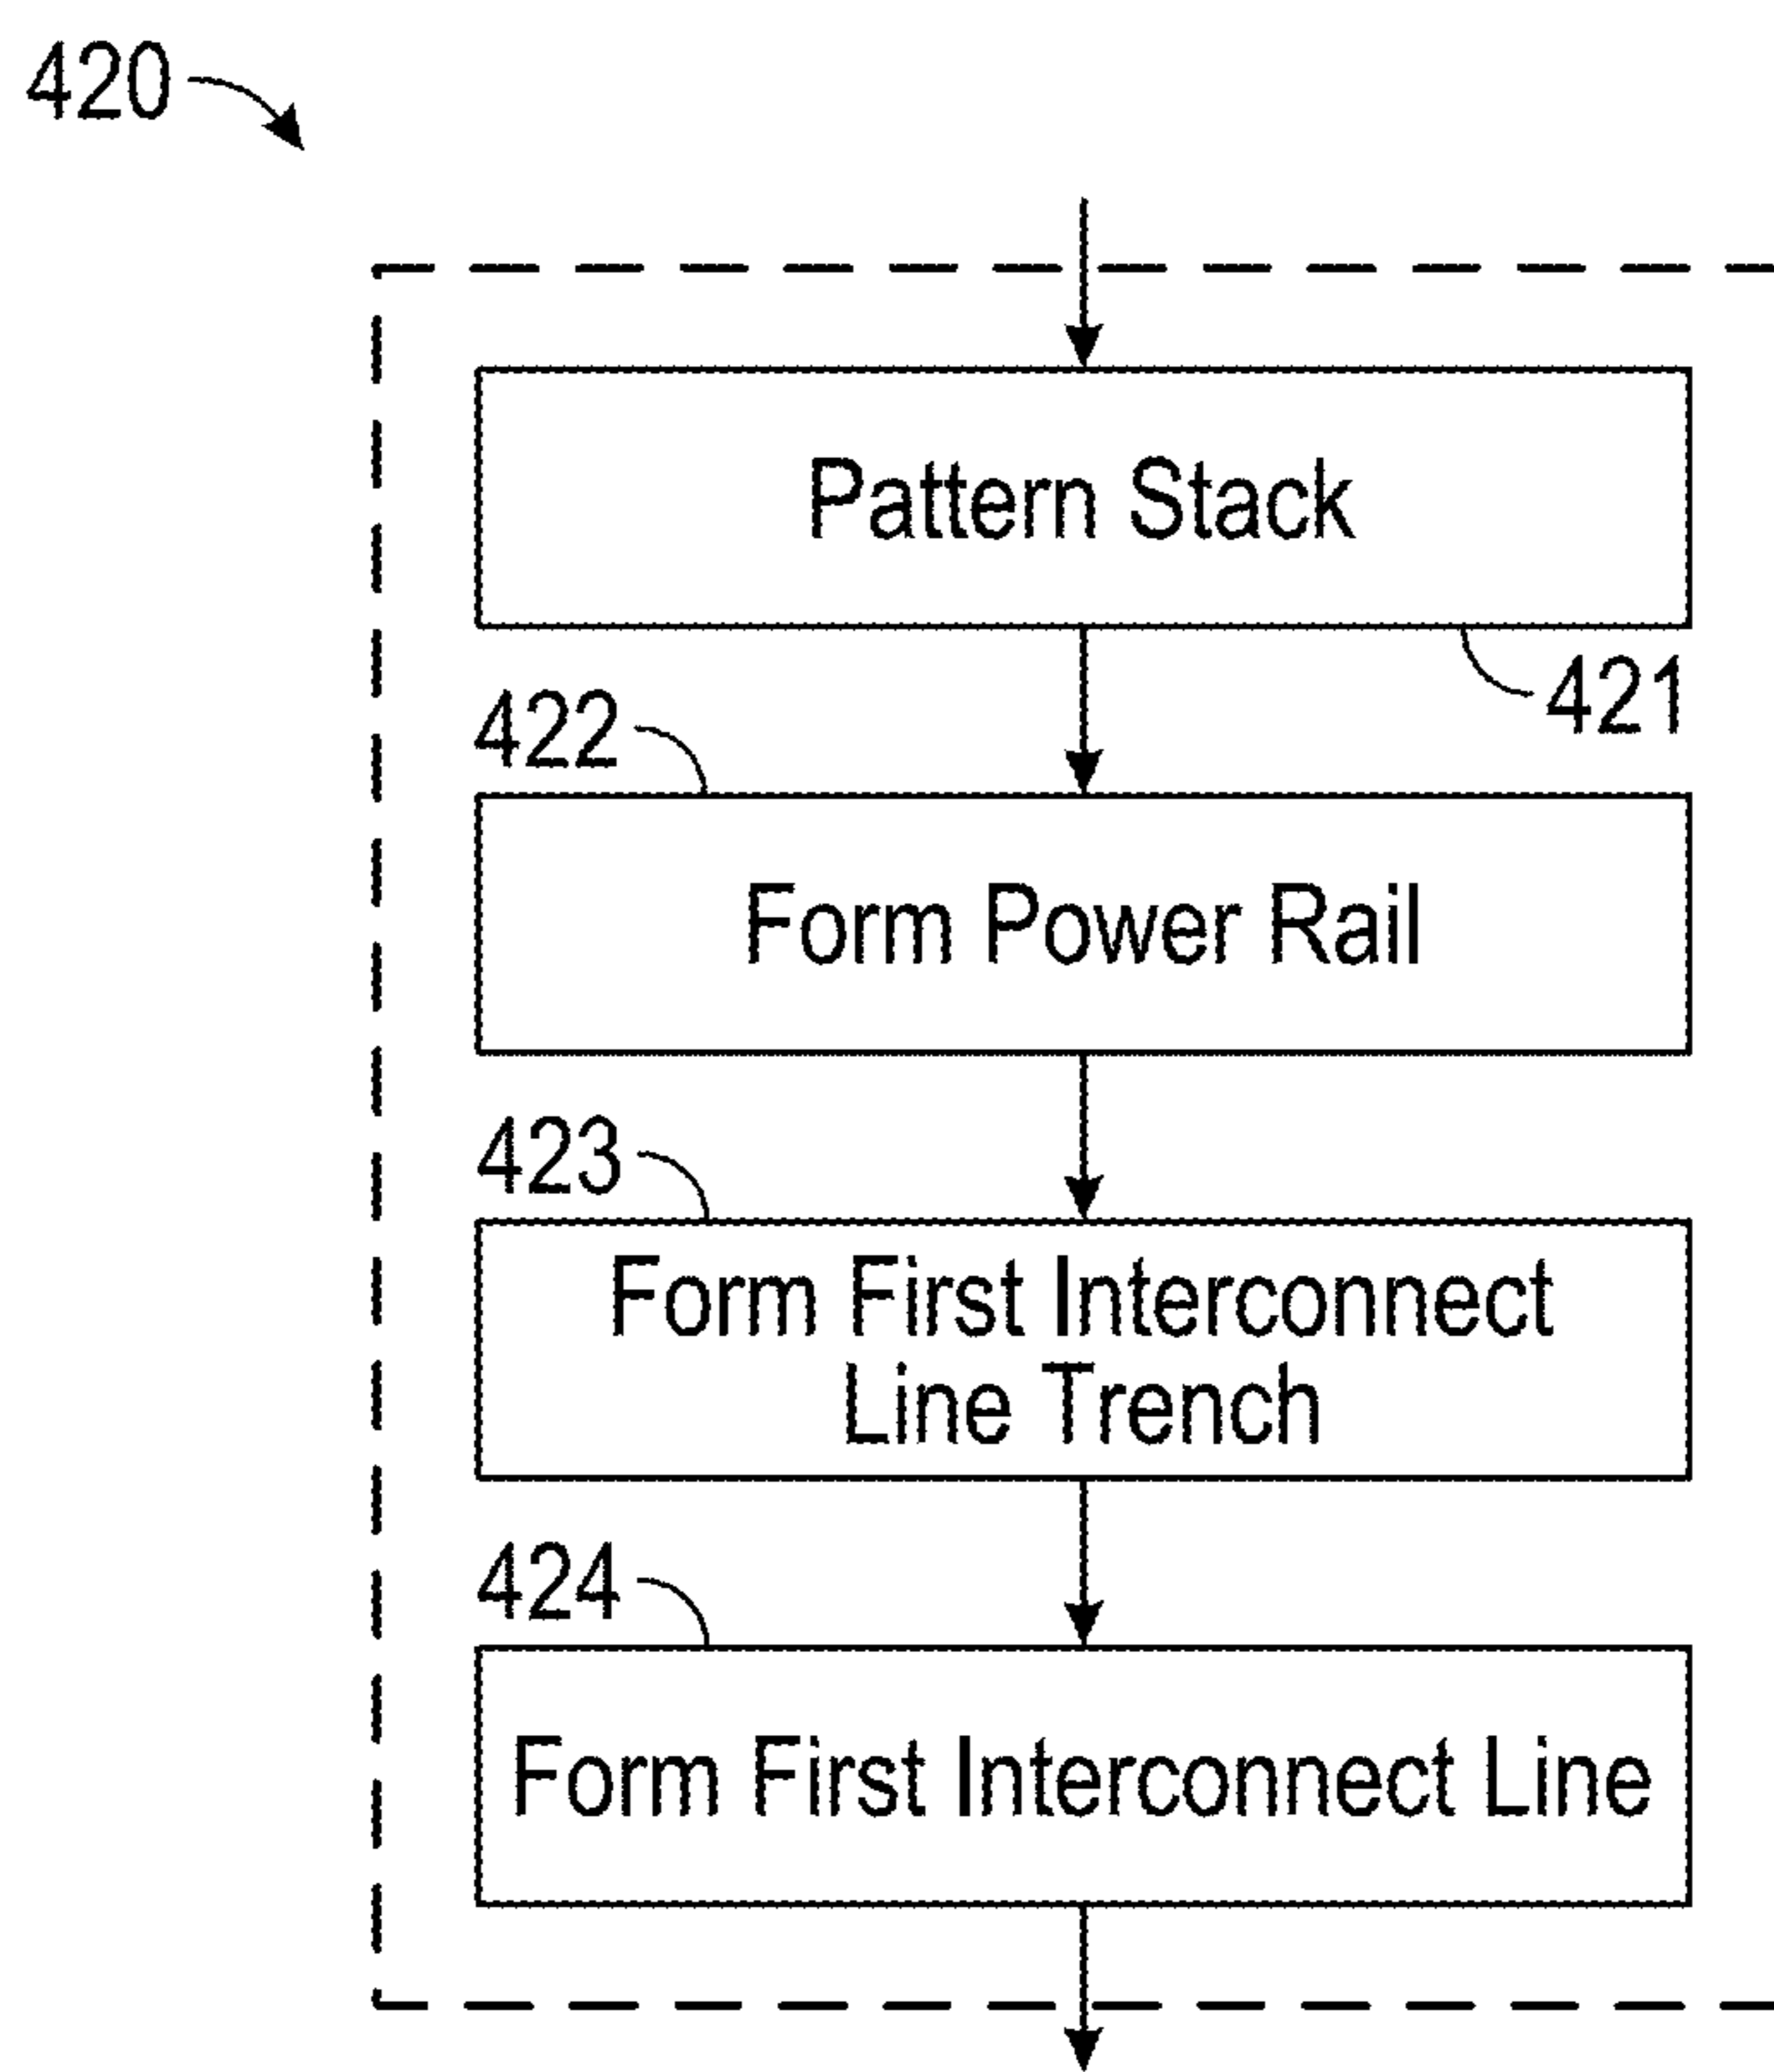 420
Pattern Stack
421
422
Form Power Rail
423
Form First Interconnect
Line Trench
424
Form First Interconnect Line